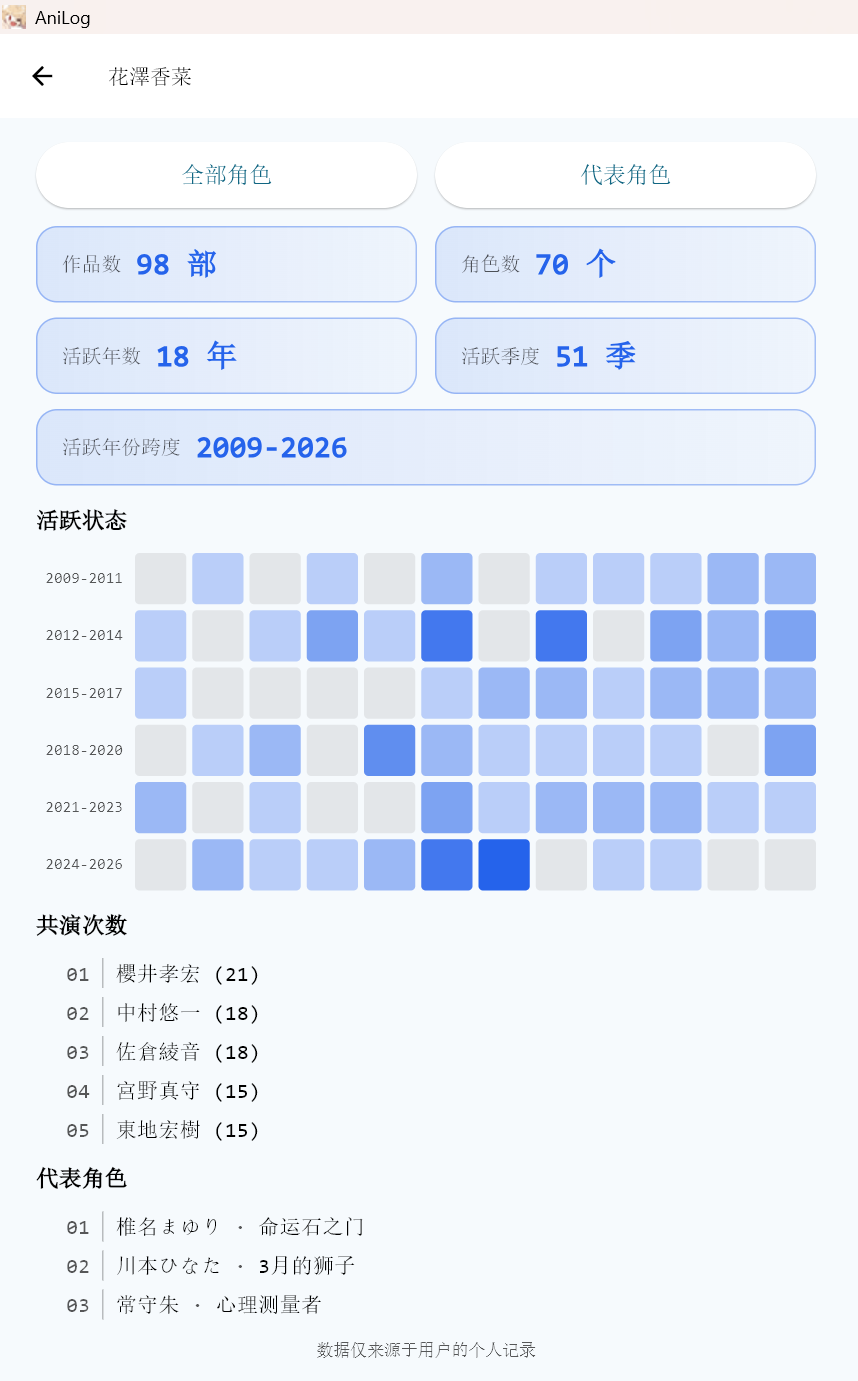 AniLog
花澤香菜
全部角色 代表角色
作品数 98 部 角色数 70 个
活跃年数 18 年 活跃季度 51 季
活跃年份跨度 2009-2026
活跃状态
2009-2011
2012-2014
2015-2017
2018-2020
2021-2023
2024-2026
共演次数
01 櫻井孝宏 (21)
02 中村悠一 (18)
03 佐倉綾音 (18)
04 宮野真守 (15)
05 東地宏樹 (15)
代表角色
01 椎名まゆり · 命运石之门
02 川本ひなた · 3月的狮子
03 常守朱 · 心理测量者
数据仅来源于用户的个人记录